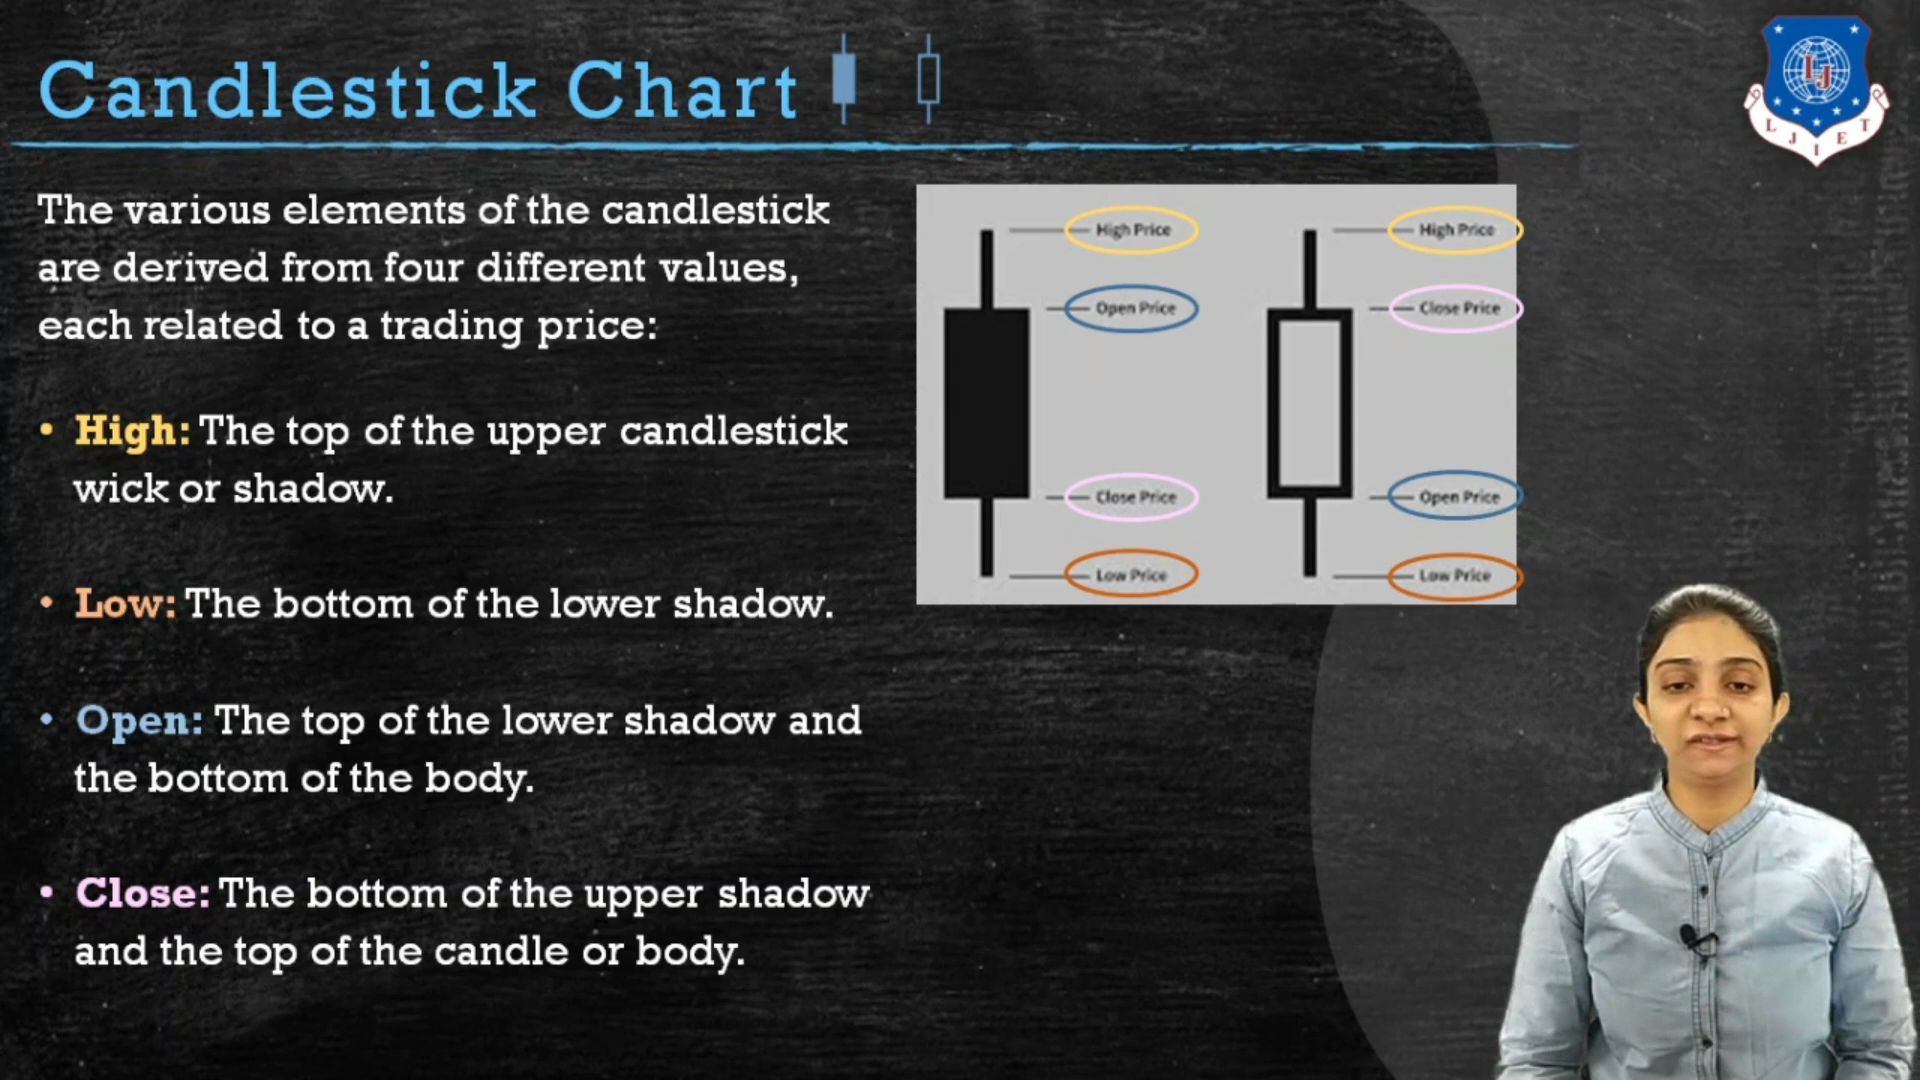 Candlestick Chart
The various elements of the candlestick
are derived from four different values,
each related to a trading price:
• High: The top of the upper candlestick
wick or shadow.
• Low: The bottom of the lower shadow.
• Open: The top of the lower shadow and
the bottom of the body.
• Close: The bottom of the upper shadow
and the top of the candle or body.
High Price
Open Price
Close Price
Low Price
High Price
Close Price
Open Price
Low Price
LJ
L J I E T